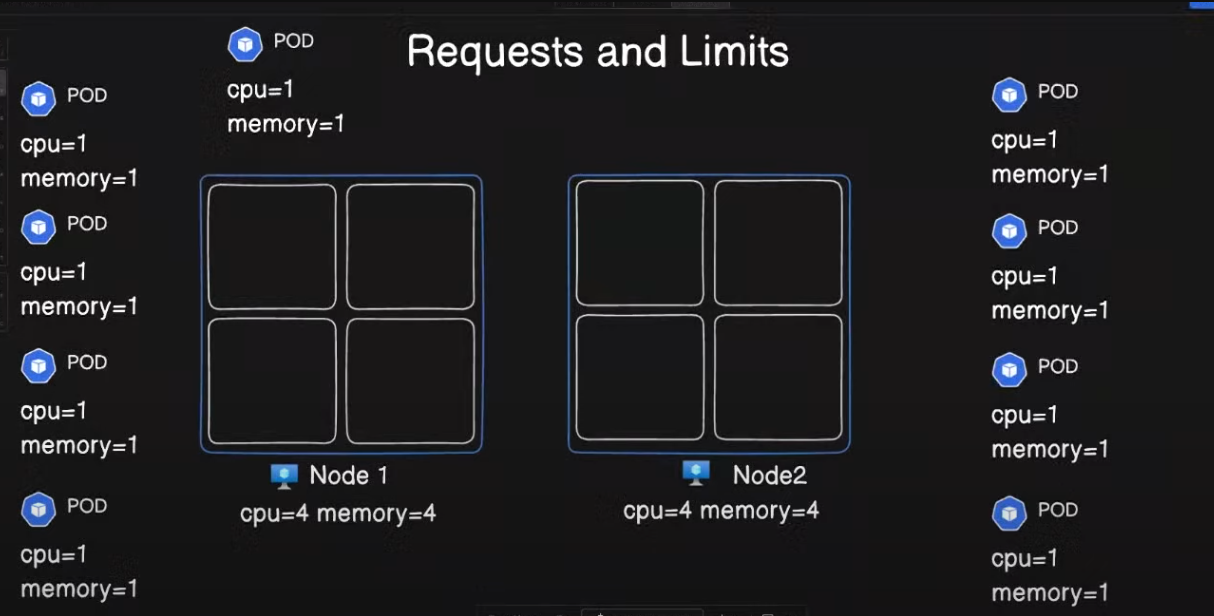 Requests and Limits
POD
cpu=1
memory=1
POD
cpu=1
memory=1
POD
cpu=1
memory=1
POD
cpu=1
memory=1
POD
cpu=1
memory=1
Node 1
cpu=4 memory=4
Node2
cpu=4 memory=4
POD
cpu=1
memory=1
POD
cpu=1
memory=1
POD
cpu=1
memory=1
POD
cpu=1
memory=1